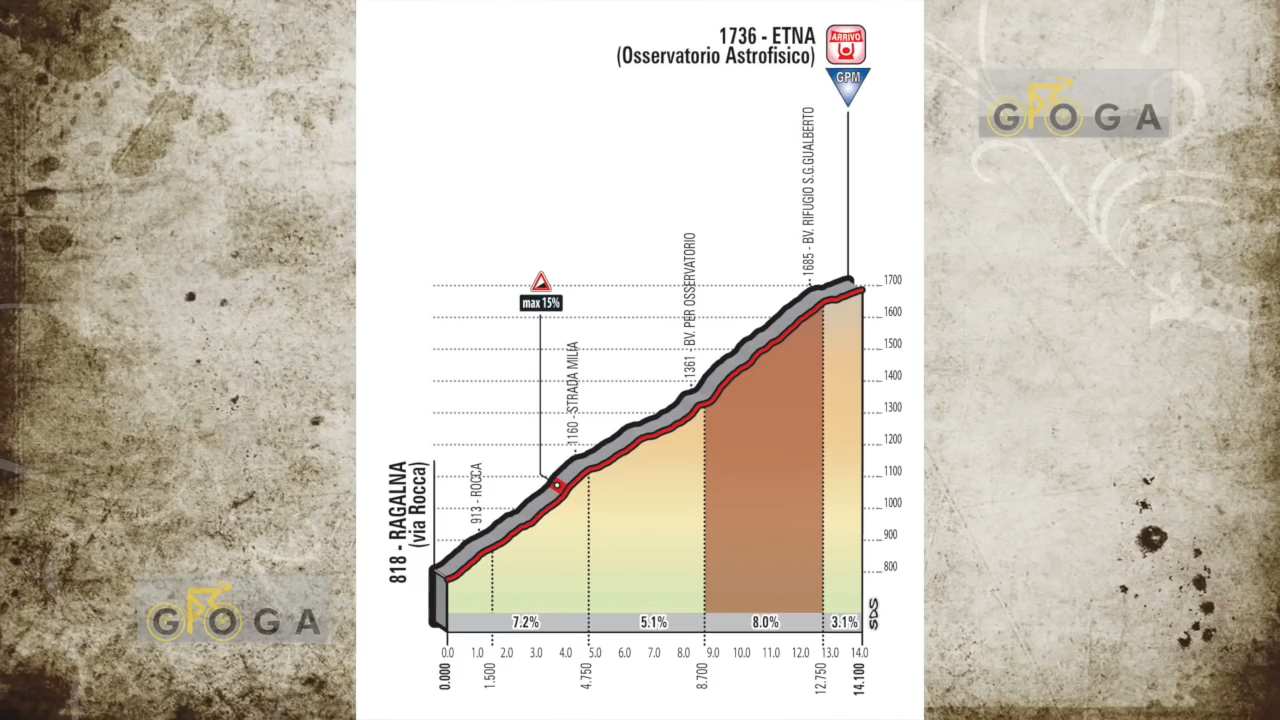 1736 - ETNA
(Osservatorio Astrofisico)
ARRIVO
GPM
GOGA
1685 - BV. RIFUGIO S.G.GUALBERTO
1361 - BV. PER OSSERVATORIO
max 15%
1160 - STRADA MILIA
913 - ROCCA
818 - RAGALNA
(via Rocca)
1700
1600
1500
1400
1300
1200
1100
1000
900
800
GOGA
7.2% 5.1% 8.0% 3.1%
SDS
0.0 1.0 2.0 3.0 4.0 5.0 6.0 7.0 8.0 9.0 10.0 11.0 12.0 13.0 14.0
0.000 1.500 4.750 8.700 12.750 14.100